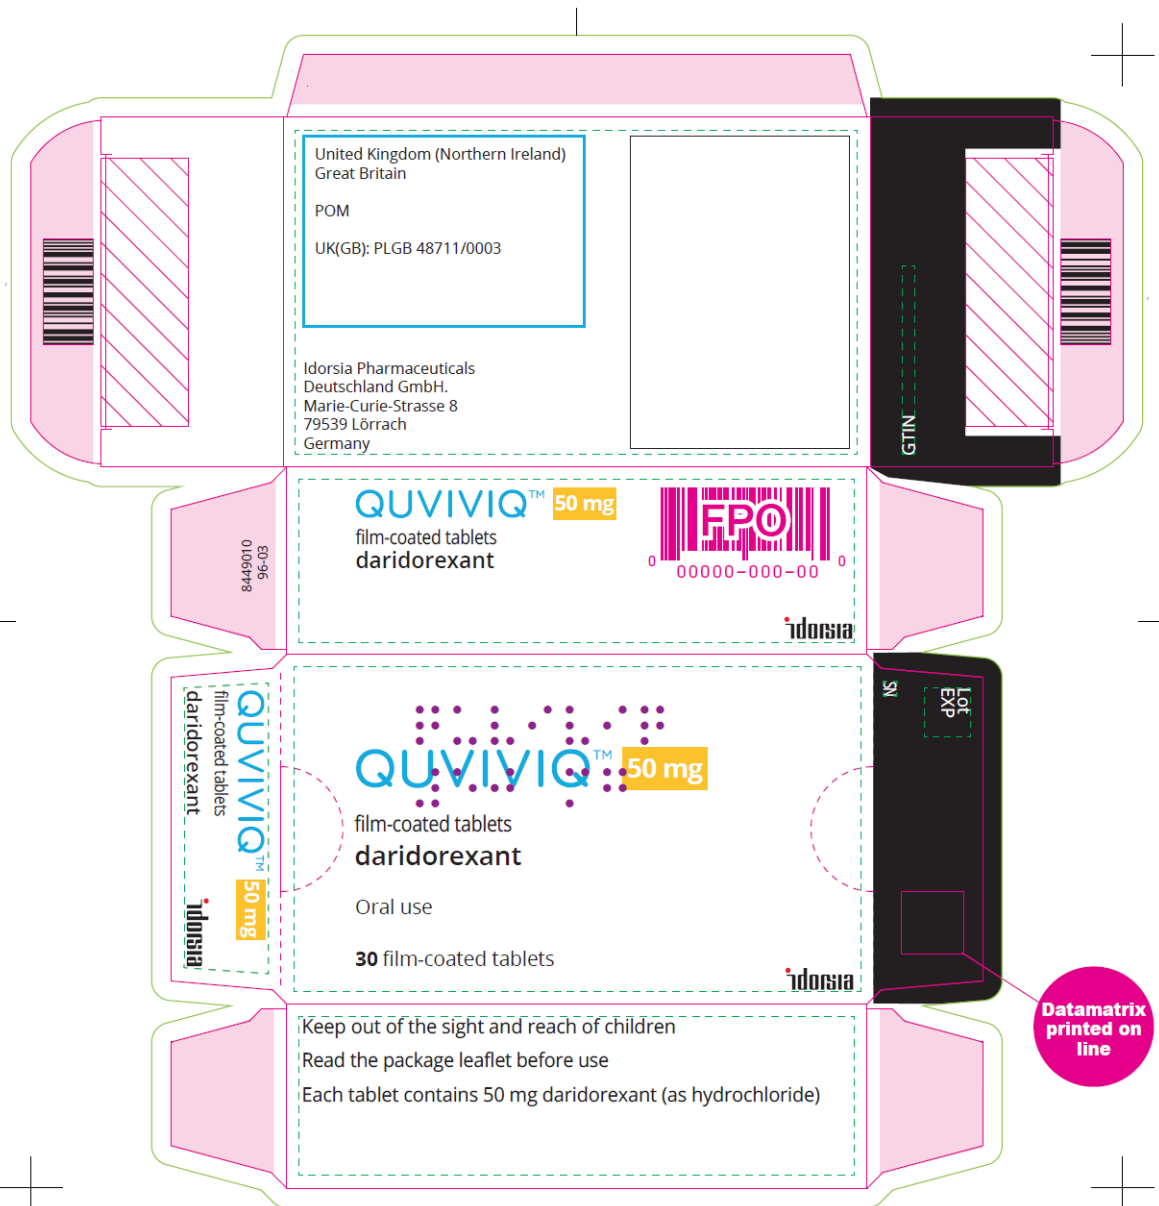 United Kingdom (Northern Ireland)
Great Britain
POM
UK(GB): PLGB 48711/0003
Idorsia Pharmaceuticals
Deutschland GmbH.
Marie-Curie-Strasse 8
79539 Lörrach
Germany
GTIN
QUVIVIQ™ 50 mg
film-coated tablets
daridorexant
FPO
0 00000-000-00 0
idorsia
8449010
96-03
QUVIVIQ™ 50 mg
film-coated tablets
daridorexant
idorsia
QUVIVIQ™ 50 mg
film-coated tablets
daridorexant
Oral use
30 film-coated tablets
idorsia
SN
Lot
EXP
Datamatrix
printed on
line
Keep out of the sight and reach of children
Read the package leaflet before use
Each tablet contains 50 mg daridorexant (as hydrochloride)